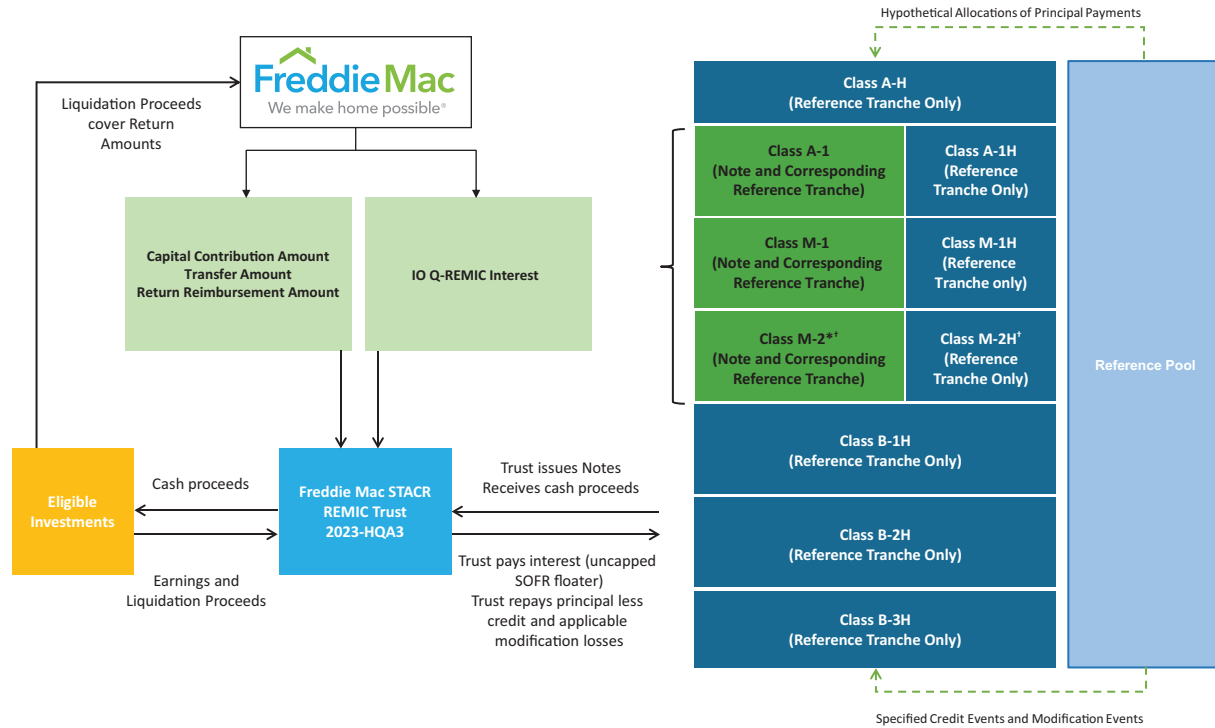 Hypothetical Allocations of Principal Payments
FreddieMac
We make home possible®
Liquidation Proceeds
cover Return
Amounts
Capital Contribution Amount
Transfer Amount
Return Reimbursement Amount
IO Q-REMIC Interest
Eligible
Investments
Cash proceeds
Earnings and
Liquidation Proceeds
Freddie Mac STACR
REMIC Trust
2023-HQA3
Trust issues Notes
Receives cash proceeds
Trust pays interest (uncapped
SOFR floater)
Trust repays principal less
credit and applicable
modification losses
Class A-H
(Reference Tranche Only)
Class A-1
(Note and Corresponding
Reference Tranche)
Class A-1H
(Reference
Tranche Only)
Class M-1
(Note and Corresponding
Reference Tranche)
Class M-1H
(Reference
Tranche only)
Class M-2*†
(Note and Corresponding
Reference Tranche)
Class M-2H†
(Reference
Tranche Only)
Class B-1H
(Reference Tranche Only)
Class B-2H
(Reference Tranche Only)
Class B-3H
(Reference Tranche Only)
Reference Pool
Specified Credit Events and Modification Events